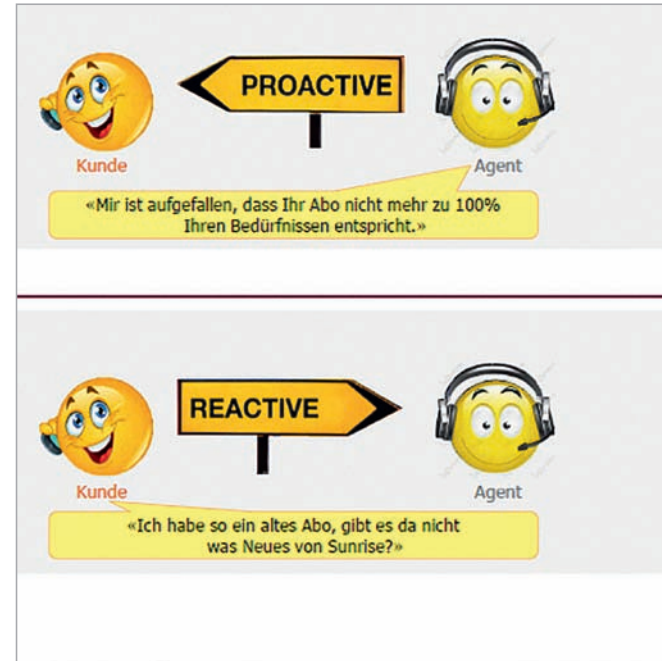 PROACTIVE
Kunde
Agent
«Mir ist aufgefallen, dass Ihr Abo nicht mehr zu 100%
Ihren Bedürfnissen entspricht.»
REACTIVE
Kunde
Agent
«Ich habe so ein altes Abo, gibt es da nicht
was Neues von Sunrise?»